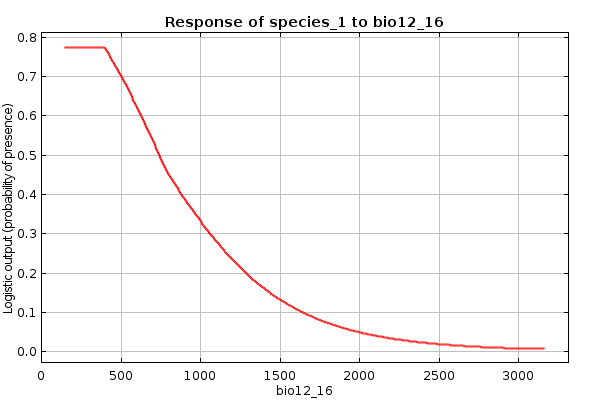 Response of species_1 to bio12_16
Logistic output (probability of presence)
0.8
0.7
0.6
0.5
0.4
0.3
0.2
0.1
0.0
0 500 1000 1500 2000 2500 3000
bio12_16